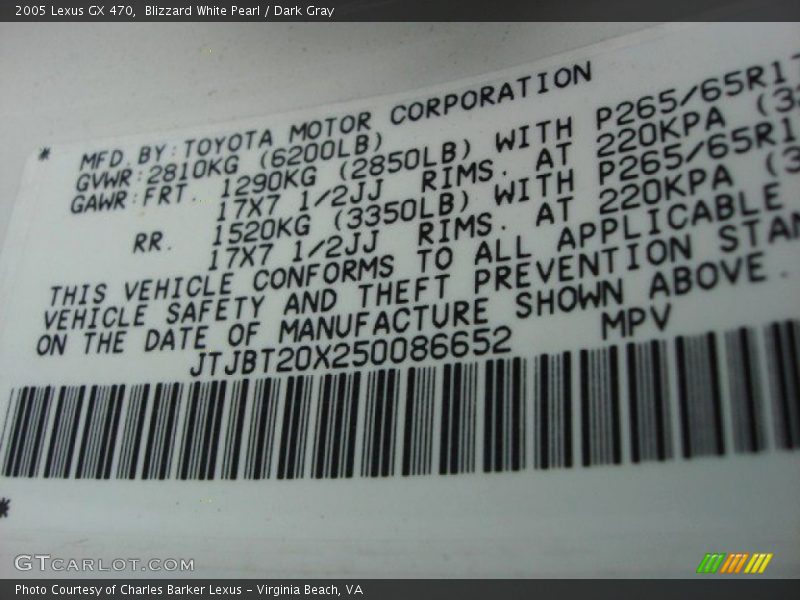 2005 Lexus GX 470,  Blizzard White Pearl / Dark Gray
* MFD.BY:TOYOTA MOTOR CORPORATION
GVWR:2810KG (6200LB)
GAWR:FRT. 1290KG (2850LB) WITH P265/65R17
17X7 1/2JJ RIMS. AT 220KPA (3
RR. 1520KG (3350LB) WITH P265/65R1
17X7 1/2JJ RIMS. AT 220KPA (3
THIS VEHICLE CONFORMS TO ALL APPLICABLE
VEHICLE SAFETY AND THEFT PREVENTION STAN
ON THE DATE OF MANUFACTURE SHOWN ABOVE.
JTJBT20X250086652 MPV
*
GTCARLOT.COM
Photo Courtesy of Charles Barker Lexus – Virginia Beach, VA